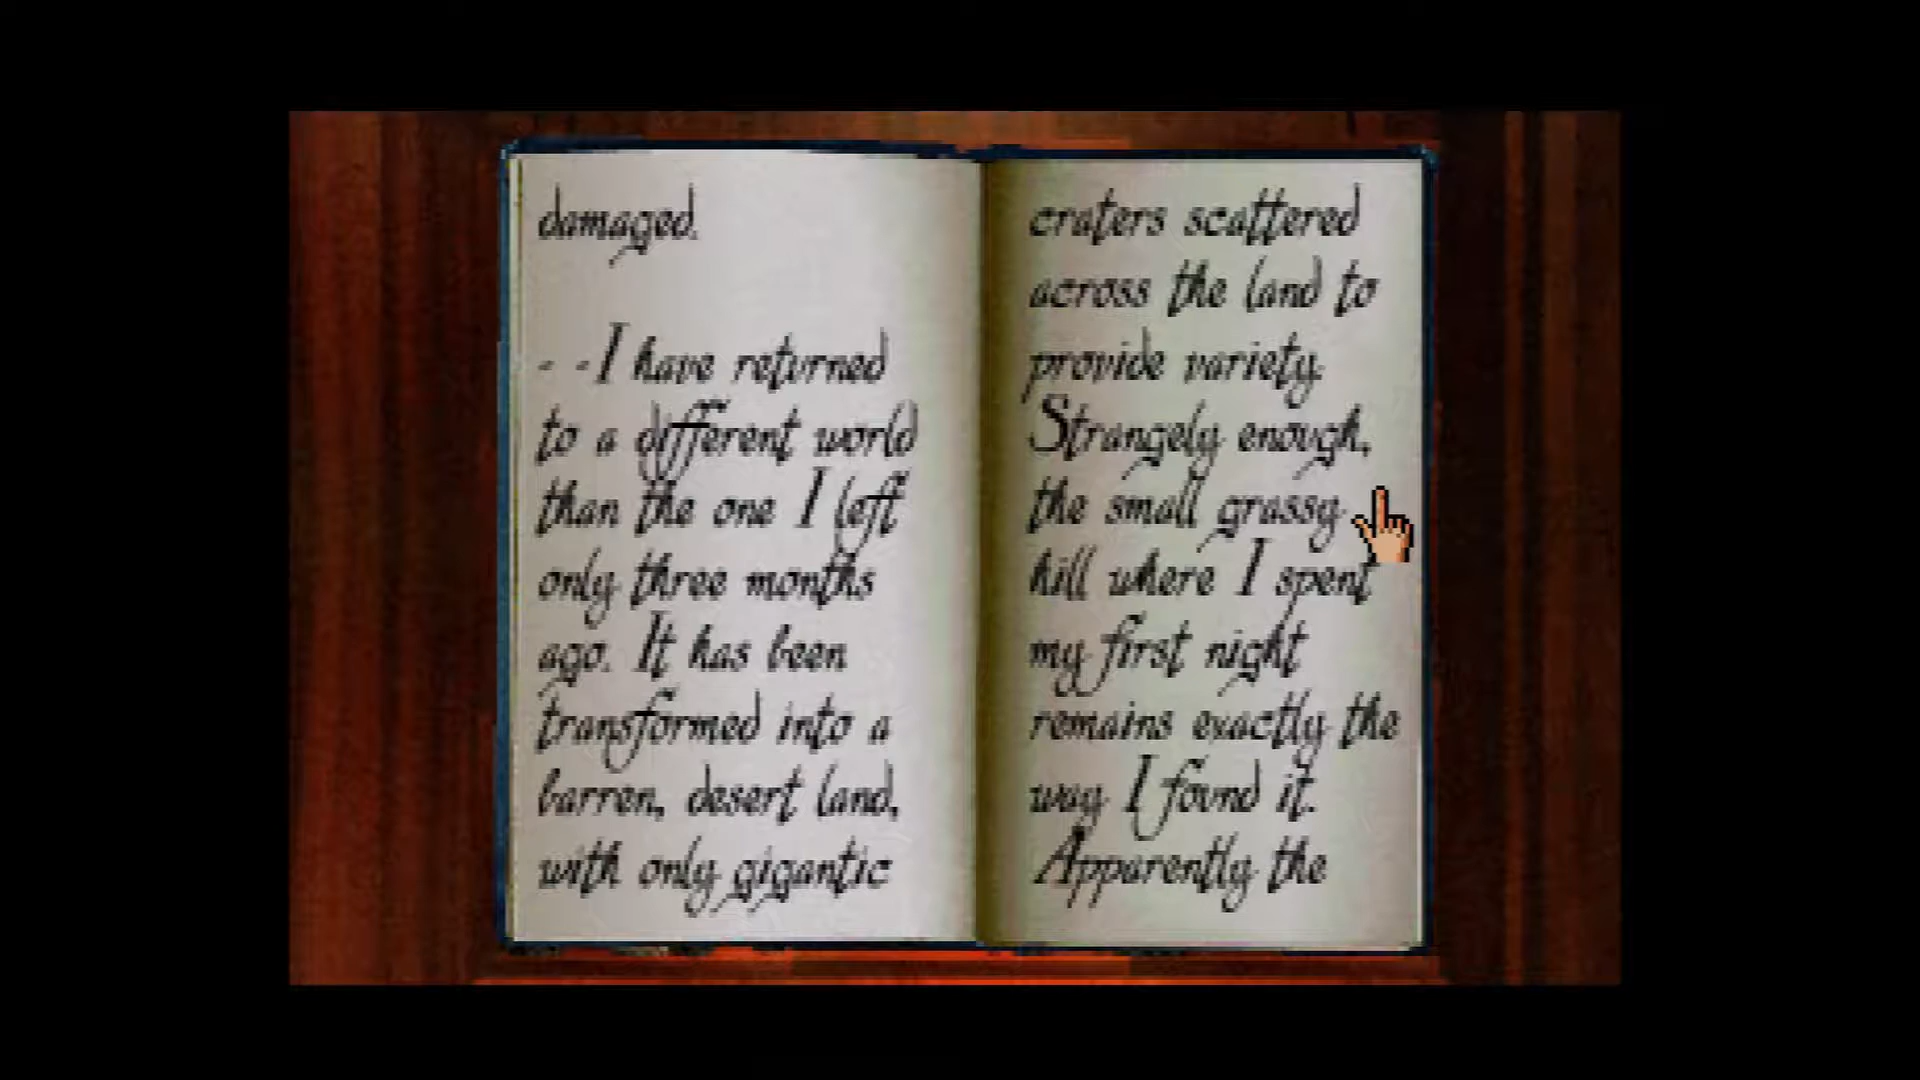 damaged.
- -I have returned
to a different world
than the one I left
only three months
ago. It has been
transformed into a
barren, desert land,
with only gigantic
craters scattered
across the land to
provide variety.
Strangely enough,
the small grassy
hill where I spent
my first night
remains exactly the
way I found it.
Apparently the